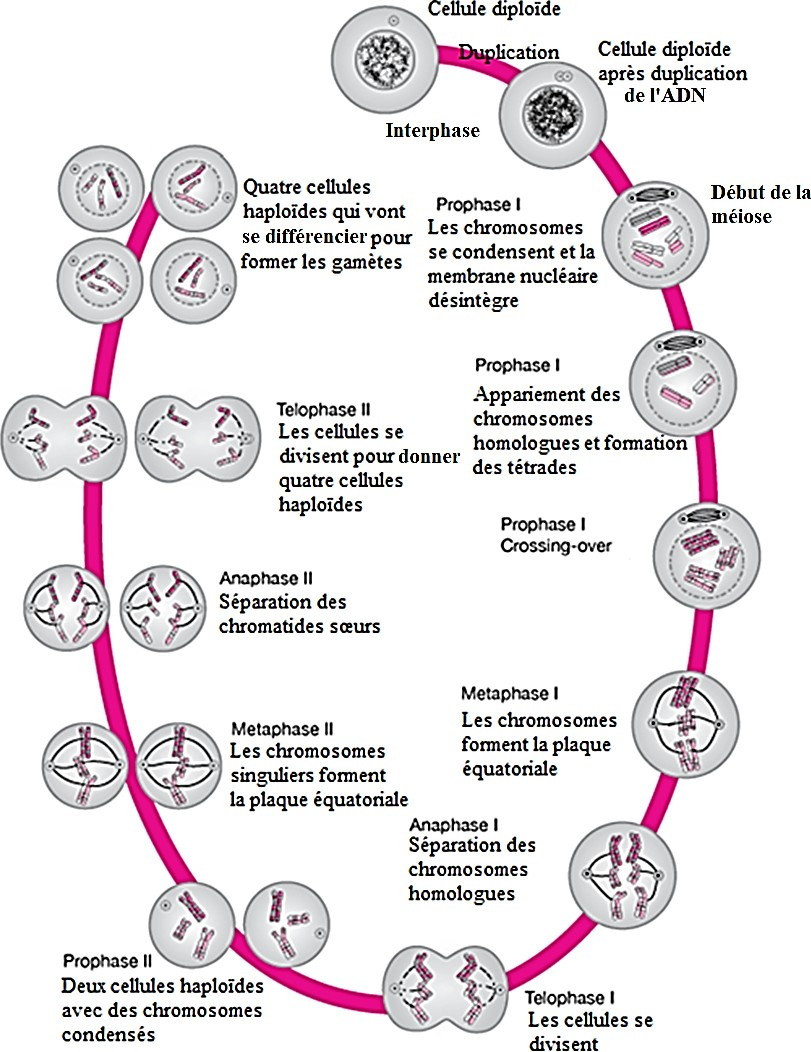 Cellule diploïde
Duplication
Cellule diploïde
après duplication
de l'ADN
Interphase
Début de la
méiose
Prophase I
Les chromosomes
se condensent et la
membrane nucléaire
désintègre
Prophase I
Appariement des
chromosomes
homologues et formation
des tétrades
Prophase I
Crossing-over
Metaphase I
Les chromosomes
forment la plaque
équatoriale
Anaphase I
Séparation des
chromosomes
homologues
Telophase I
Les cellules se
divisent
Prophase II
Deux cellules haploïdes
avec des chromosomes
condensés
Metaphase II
Les chromosomes
singuliers forment
la plaque équatoriale
Anaphase II
Séparation des
chromatides sœurs
Telophase II
Les cellules se
divisent pour donner
quatre cellules
haploïdes
Quatre cellules
haploïdes qui vont
se différencier pour
former les gamètes